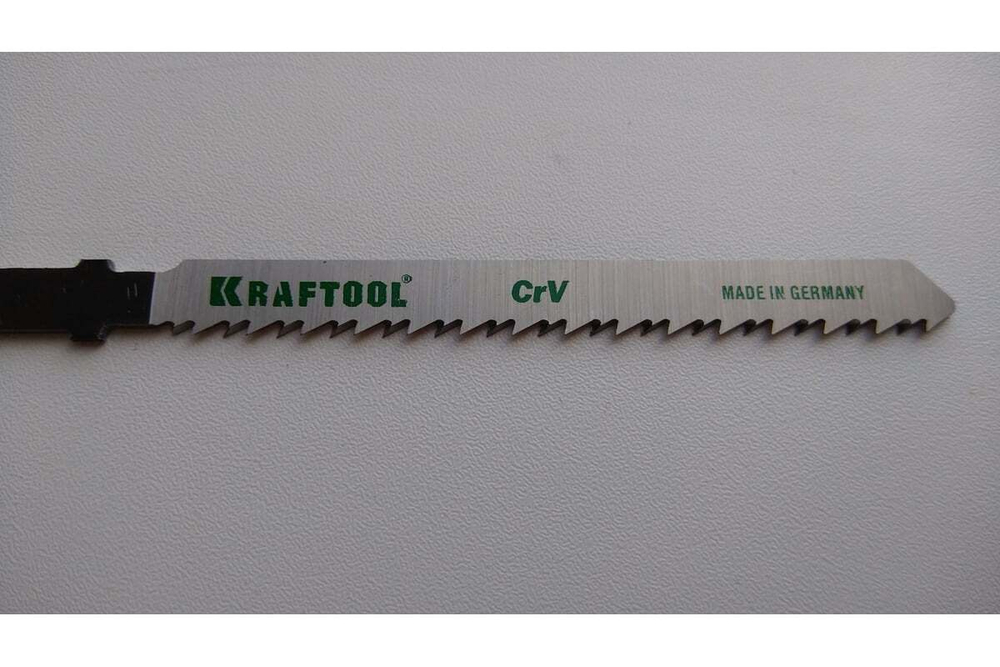 KRAFTOOL® CrV MADE IN GERMANY